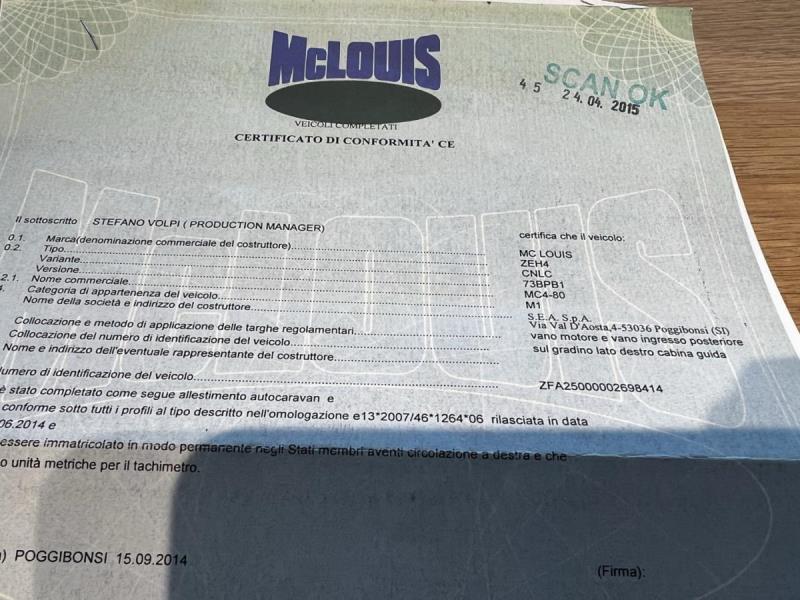 McLOUIS
SCAN OK
45 24.04. 2015
VEICOLI COMPLETATI
CERTIFICATO DI CONFORMITA' CE
Il sottoscritto STEFANO VOLPI ( PRODUCTION MANAGER) certifica che il veicolo:
0.1. Marca(denominazione commerciale del costruttore) MC LOUIS
0.2. Tipo ZEH4
Variante CNLC
Versione 73BPB1
2.1. Nome commerciale MC4-80
4. Categoria di appartenenza del veicolo M1
Nome della società e indirizzo del costruttore S.E.A. S.p.A.
Via Val D'Aosta,4-53036 Poggibonsi (SI)
Collocazione e metodo di applicazione delle targhe regolamentari vano motore e vano ingresso posteriore
Collocazione del numero di identificazione del veicolo sul gradino lato destro cabina guida
Nome e indirizzo dell'eventuale rappresentante del costruttore
umero di identificazione del veicolo ZFA25000002698414
è stato completato come segue allestimento autocaravan e
conforme sotto tutti i profili al tipo descritto nell'omologazione e13*2007/46*1264*06 rilasciata in data
06.2014 e
essere immatricolato in modo permanente negli Stati membri aventi circolazione a destra e che
o unità metriche per il tachimetro.
) POGGIBONSI 15.09.2014
(Firma):